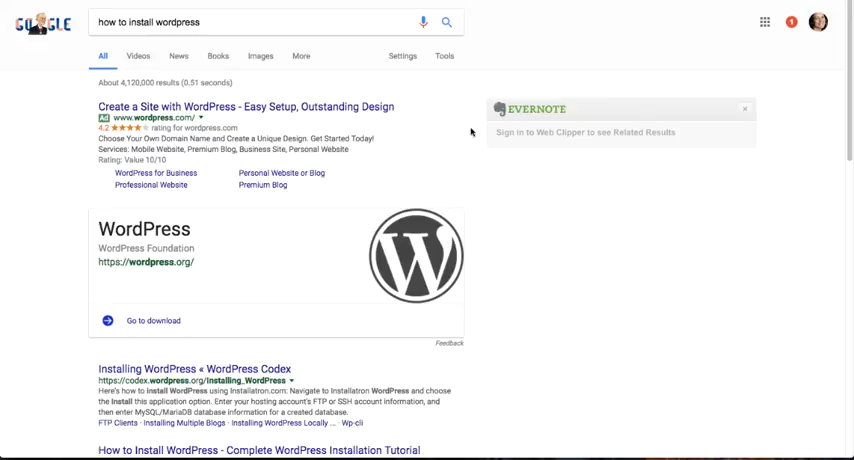 GOOGLE
how to install wordpress
1
All Videos News Books Images More Settings Tools
About 4,120,000 results (0.51 seconds)
Create a Site with WordPress - Easy Setup, Outstanding Design
Ad www.wordpress.com/
4.2 ★★★★★ rating for wordpress.com
Choose Your Own Domain Name and Create a Unique Design. Get Started Today!
Services: Mobile Website, Premium Blog, Business Site, Personal Website
Rating: Value 10/10
WordPress for Business Personal Website or Blog
Professional Website Premium Blog
EVERNOTE ×
Sign in to Web Clipper to see Related Results
WordPress
WordPress Foundation
https://wordpress.org/
W
Go to download
Feedback
Installing WordPress « WordPress Codex
https://codex.wordpress.org/Installing_WordPress
Here's how to install WordPress using Installatron.com: Navigate to Installatron WordPress and choose
the Install this application option. Enter your hosting account's FTP or SSH account information, and
then enter MySQL/MariaDB database information for a created database.
FTP Clients · Installing Multiple Blogs · Installing WordPress Locally ... · Wp-cli
How to Install WordPress - Complete WordPress Installation Tutorial